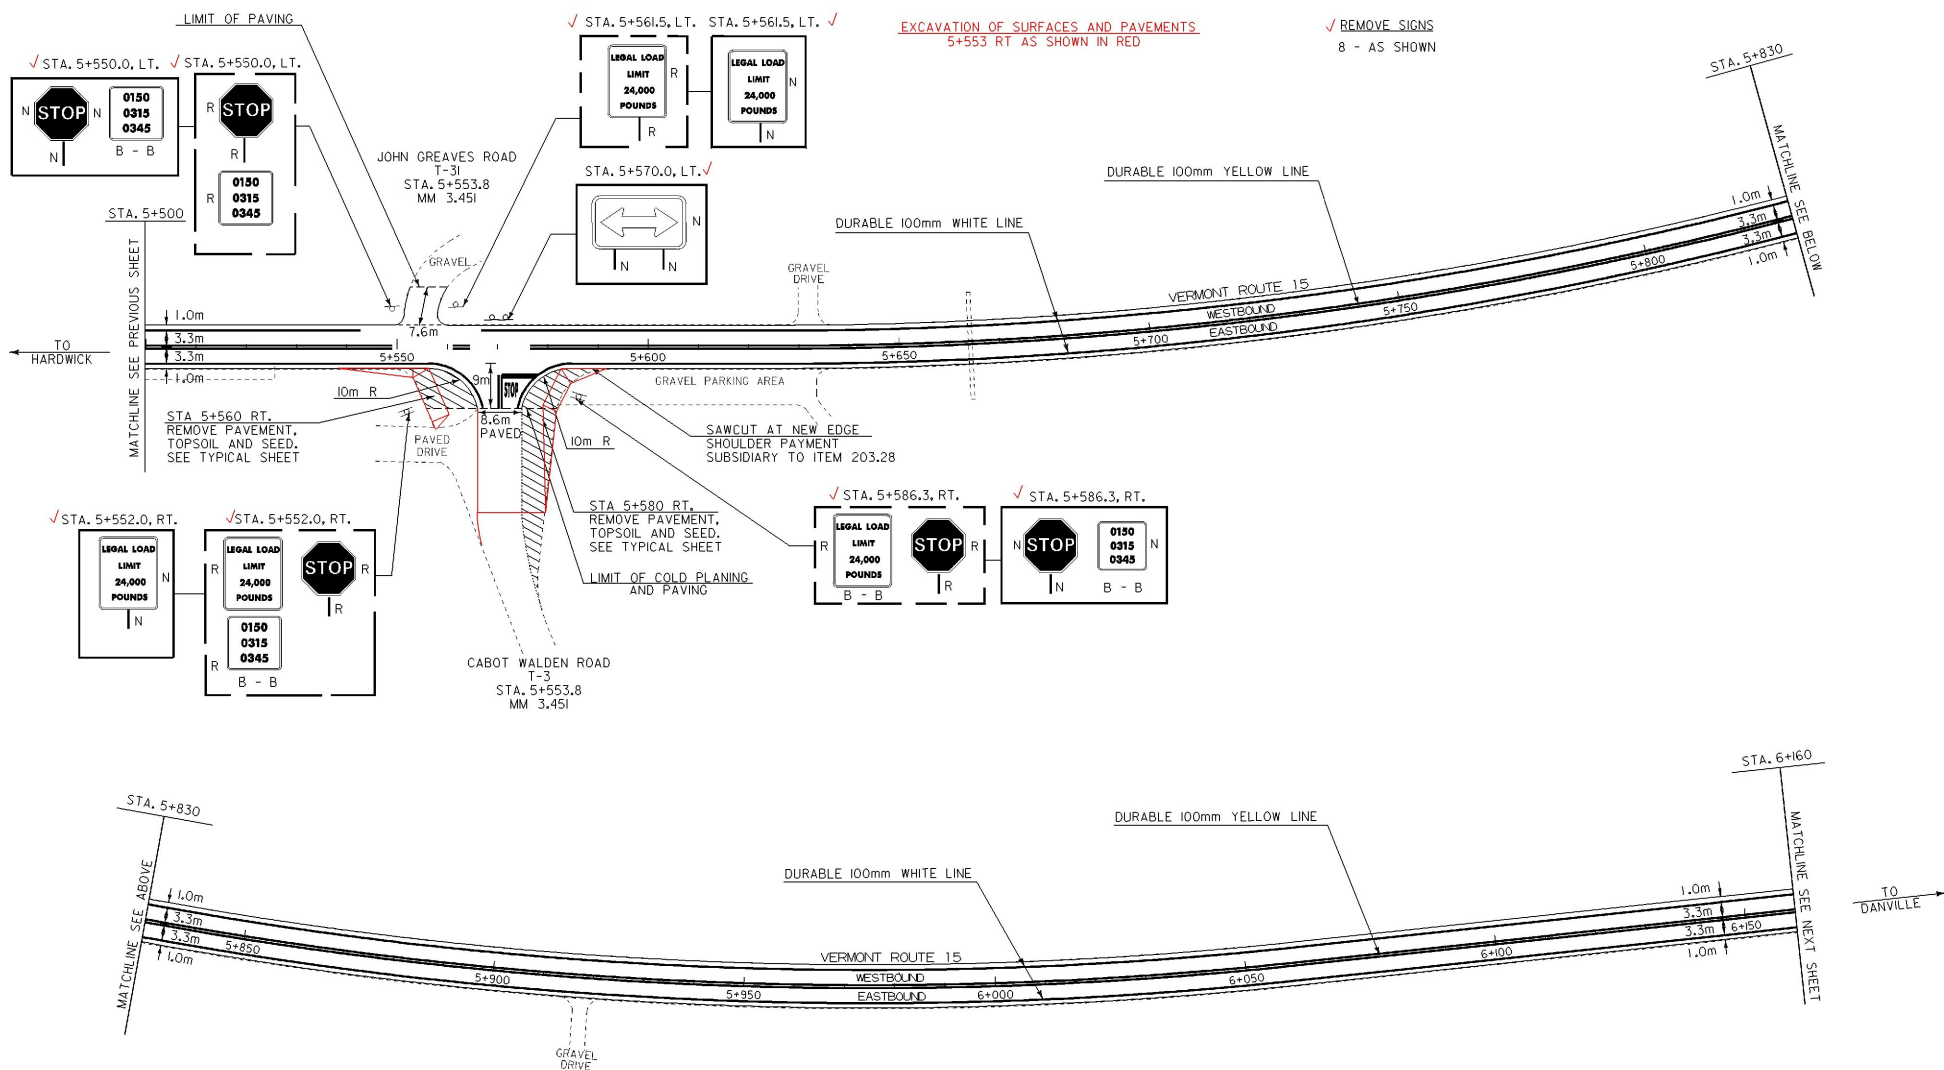 LIMIT OF PAVING
✓ STA. 5+561.5, LT.
STA. 5+561.5, LT. ✓
EXCAVATION OF SURFACES AND PAVEMENTS
5+553 RT AS SHOWN IN RED
✓ REMOVE SIGNS
8 - AS SHOWN
✓ STA. 5+550.0, LT.
N STOP N
0150
0315
0345
B - B
N
✓ STA. 5+550.0, LT.
R STOP
R
0150
R 0315
0345
LEGAL LOAD
LIMIT
24,000
POUNDS
R
R
LEGAL LOAD
LIMIT
24,000
POUNDS
N
N
JOHN GREAVES ROAD
T-31
STA. 5+553.8
MM 3.451
STA. 5+570.0, LT. ✓
N
N N
STA. 5+830
MATCHLINE SEE BELOW
DURABLE 100mm YELLOW LINE
DURABLE 100mm WHITE LINE
STA. 5+500
MATCHLINE SEE PREVIOUS SHEET
TO
HARDWICK
1.0m
3.3m
3.3m
1.0m
GRAVEL
7.6m
GRAVEL
DRIVE
5+550
5+600
5+650
5+700
5+750
5+800
VERMONT ROUTE 15
WESTBOUND
EASTBOUND
1.0m
3.3m
3.3m
1.0m
9m
STOP
10m R
GRAVEL PARKING AREA
8.6m
PAVED
10m R
PAVED
DRIVE
STA 5+560 RT.
REMOVE PAVEMENT,
TOPSOIL AND SEED.
SEE TYPICAL SHEET
SAWCUT AT NEW EDGE
SHOULDER PAYMENT
SUBSIDIARY TO ITEM 203.28
STA 5+580 RT.
REMOVE PAVEMENT,
TOPSOIL AND SEED.
SEE TYPICAL SHEET
LIMIT OF COLD PLANING
AND PAVING
✓ STA. 5+552.0, RT.
LEGAL LOAD
LIMIT
24,000
POUNDS
N
N
✓ STA. 5+552.0, RT.
R
LEGAL LOAD
LIMIT
24,000
POUNDS
STOP R
R
0150
0315
0345
R
B - B
✓ STA. 5+586.3, RT.
R
LEGAL LOAD
LIMIT
24,000
POUNDS
B - B
STOP R
R
✓ STA. 5+586.3, RT.
N STOP
N
0150
0315
0345
N
B - B
CABOT WALDEN ROAD
T-3
STA. 5+553.8
MM 3.451
STA. 5+830
MATCHLINE SEE ABOVE
1.0m
3.3m
3.3m
1.0m
DURABLE 100mm WHITE LINE
DURABLE 100mm YELLOW LINE
5+850
5+900
5+950
6+000
6+050
6+100
6+150
VERMONT ROUTE 15
WESTBOUND
EASTBOUND
GRAVEL
DRIVE
1.0m
3.3m
3.3m
1.0m
STA. 6+160
MATCHLINE SEE NEXT SHEET
TO
DANVILLE